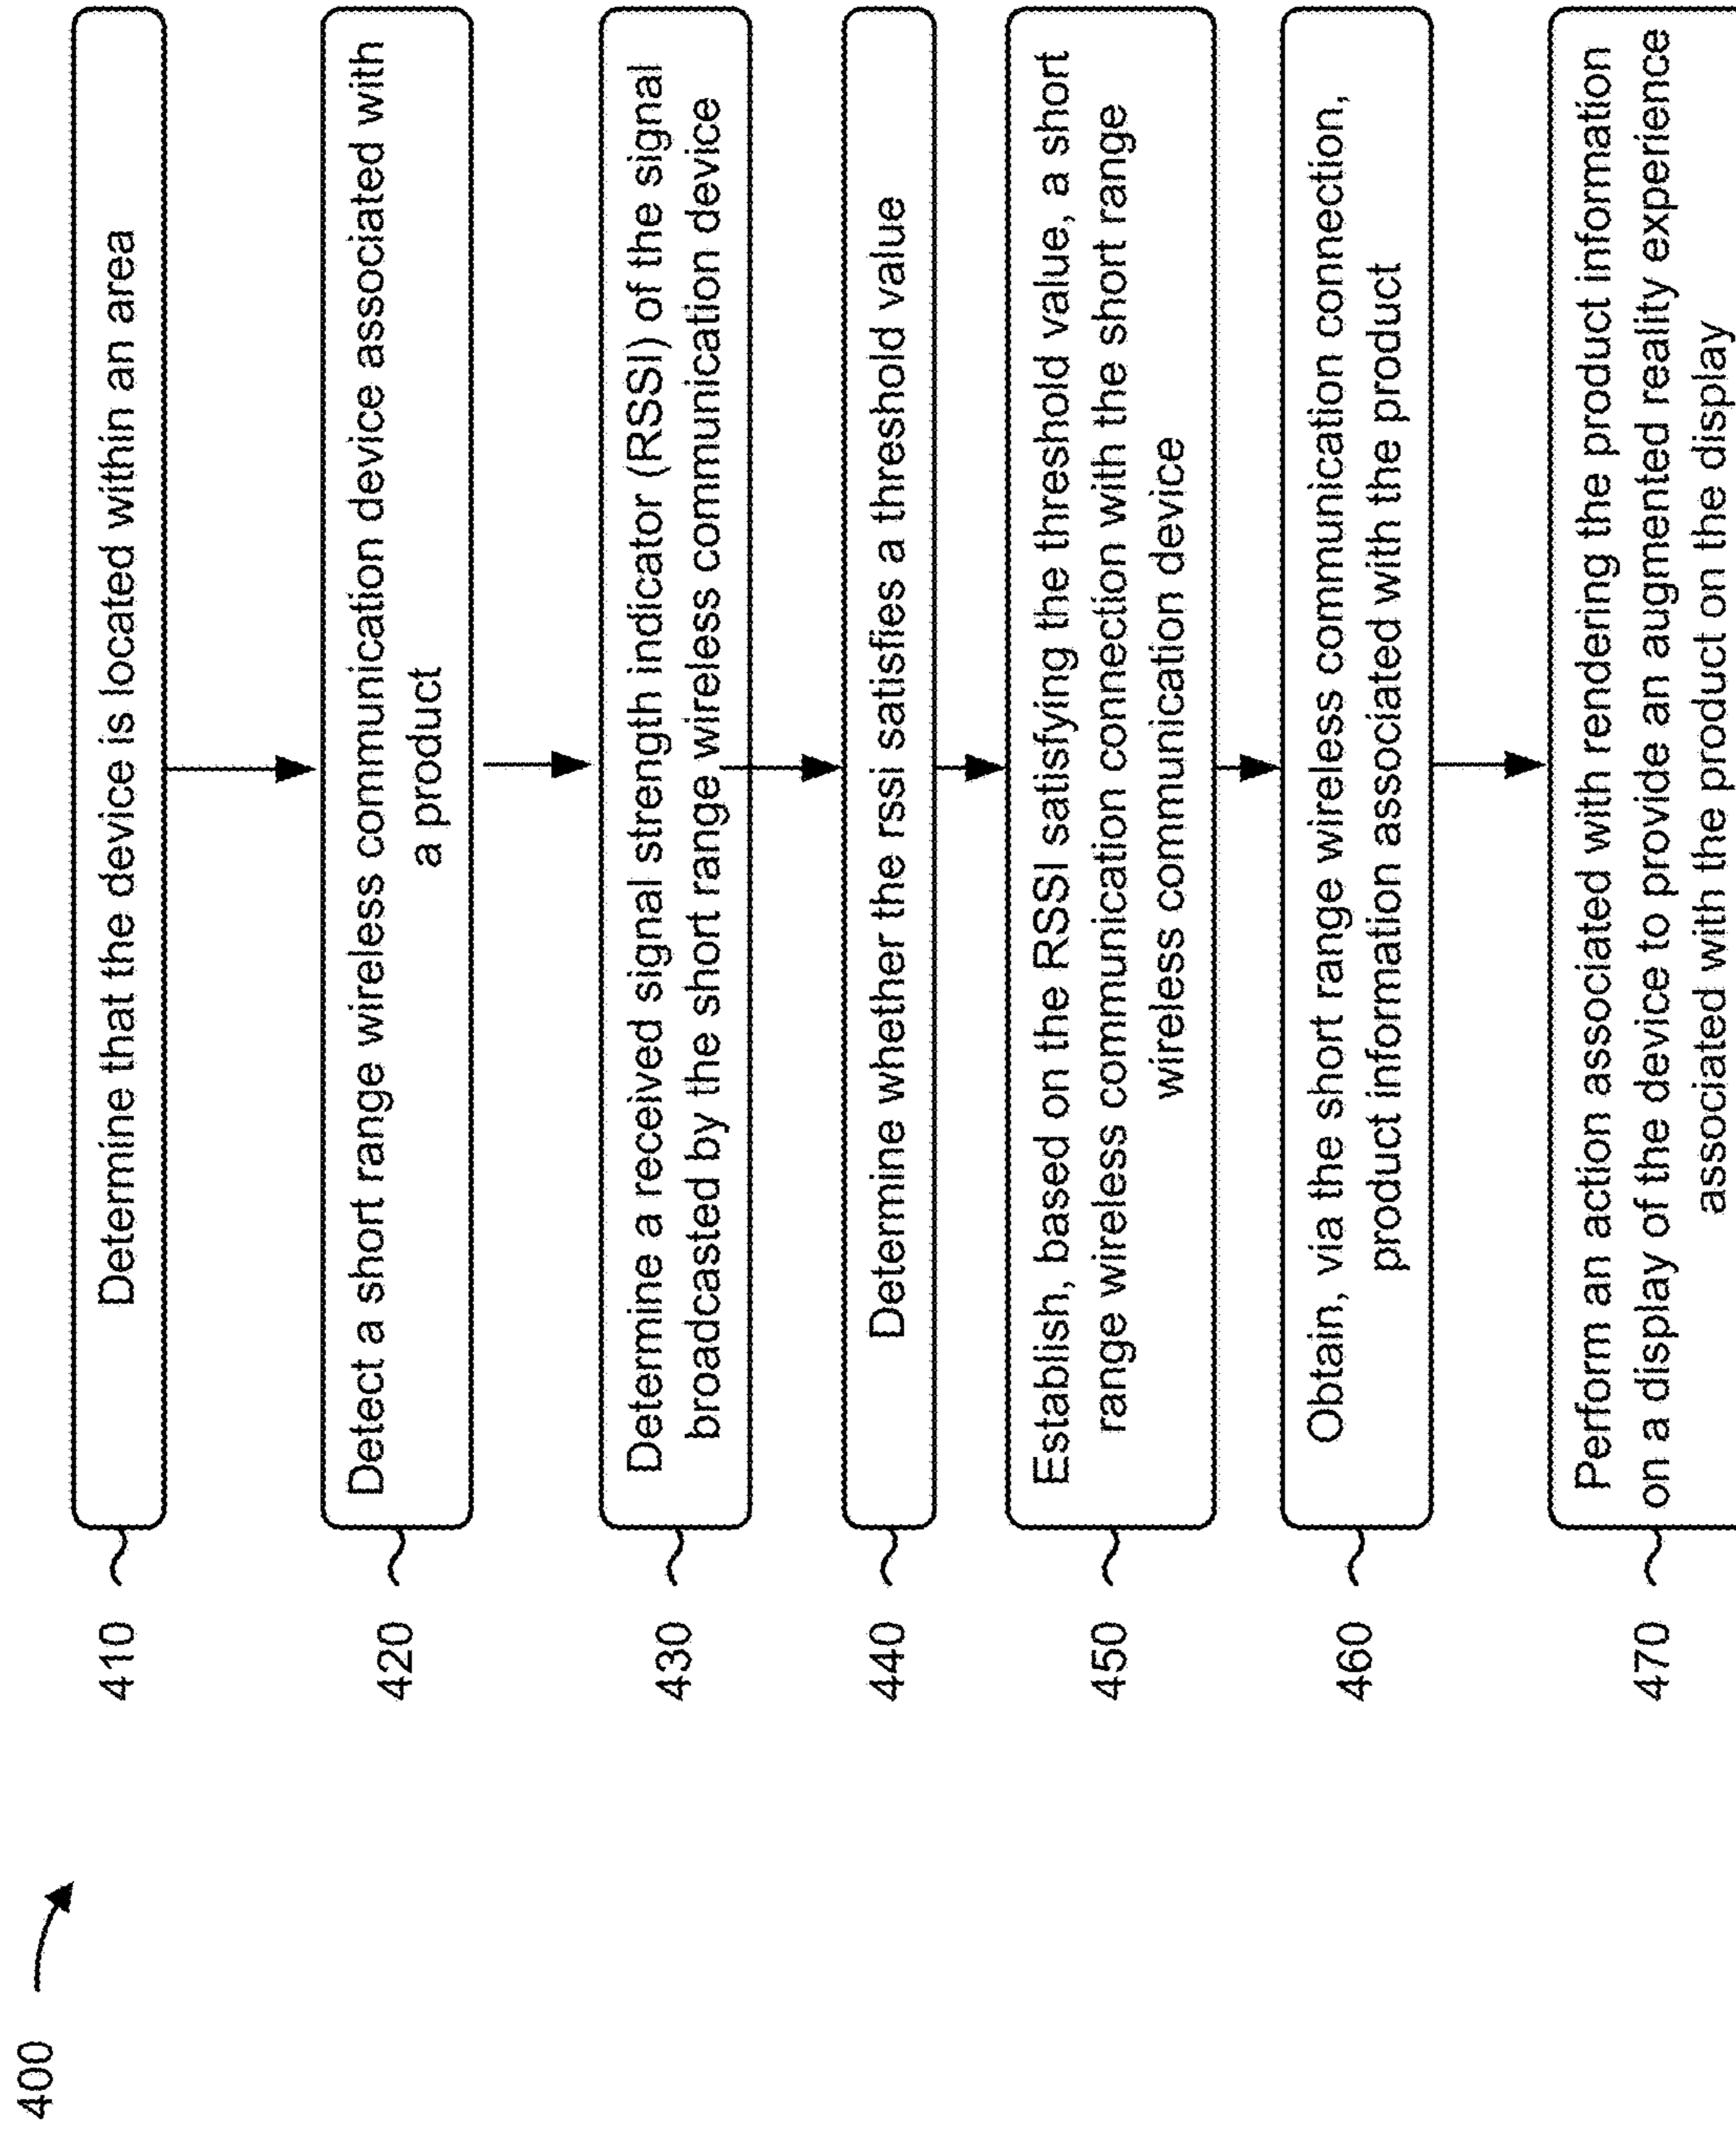 400
410
Determine that the device is located within an area
420
Detect a short range wireless communication device associated with
a product
430
Determine a received signal strength indicator (RSSI) of the signal
broadcasted by the short range wireless communication device
440
Determine whether the rssi satisfies a threshold value
450
Establish, based on the RSSI satisfying the threshold value, a short
range wireless communication connection with the short range
wireless communication device
460
Obtain, via the short range wireless communication connection,
product information associated with the product
470
Perform an action associated with rendering the product information
on a display of the device to provide an augmented reality experience
associated with the product on the display